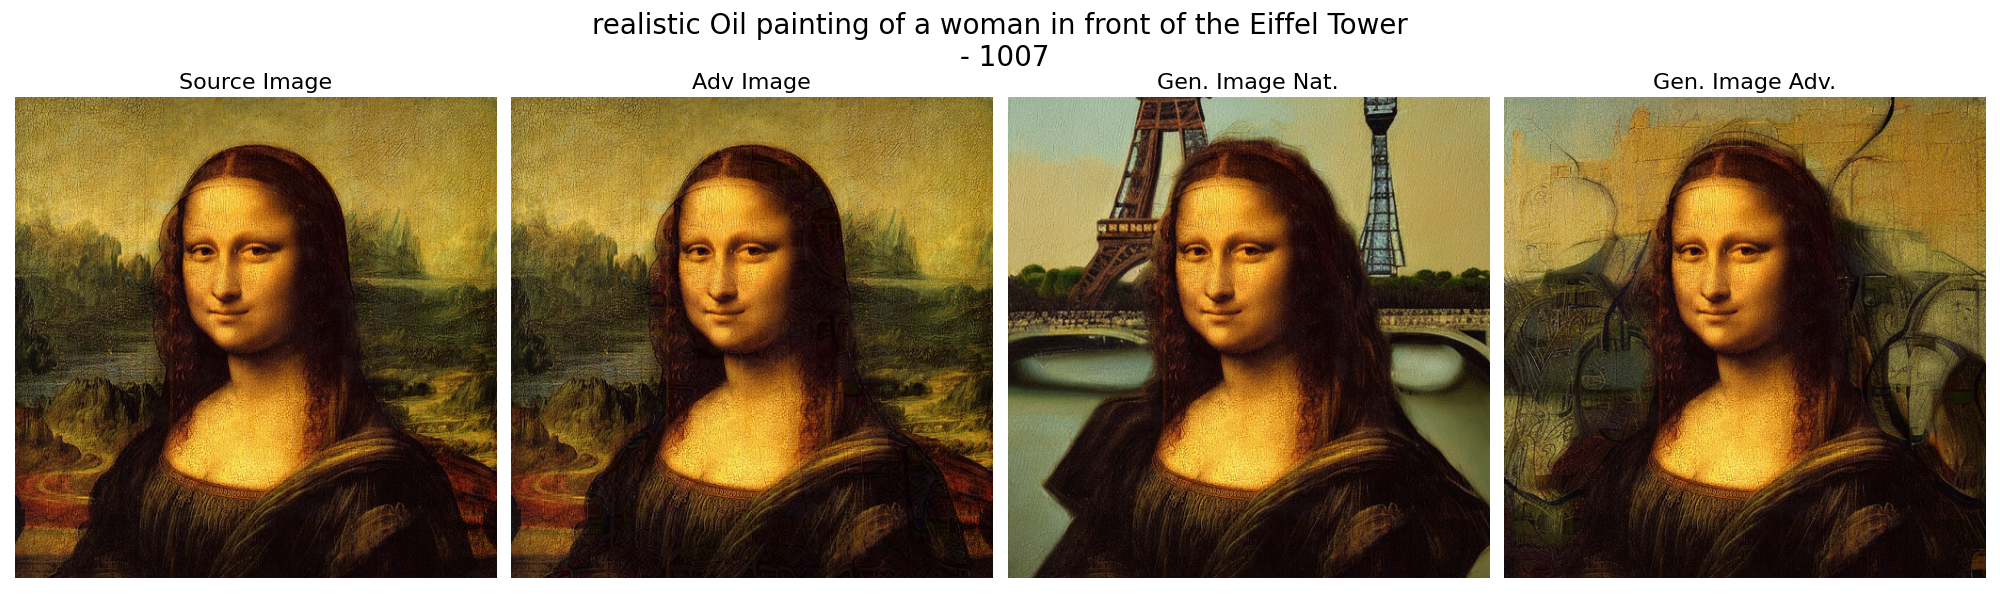 realistic Oil painting of a woman in front of the Eiffel Tower
- 1007
Source Image
Adv Image
Gen. Image Nat.
Gen. Image Adv.